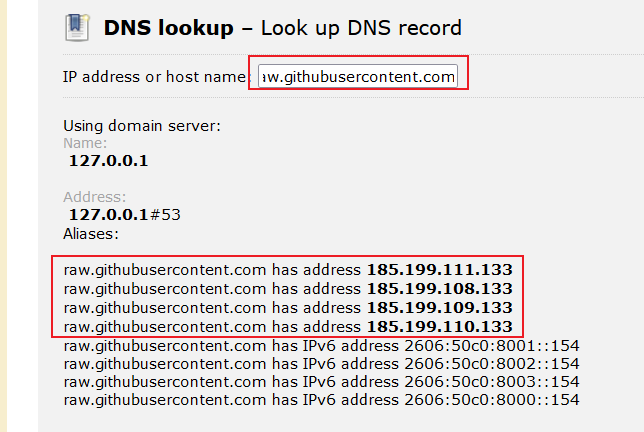 DNS lookup – Look up DNS record
IP address or host name: aw.githubusercontent.com
Using domain server:
Name:
127.0.0.1
Address:
127.0.0.1#53
Aliases:
raw.githubusercontent.com has address 185.199.111.133
raw.githubusercontent.com has address 185.199.108.133
raw.githubusercontent.com has address 185.199.109.133
raw.githubusercontent.com has address 185.199.110.133
raw.githubusercontent.com has IPv6 address 2606:50c0:8001::154
raw.githubusercontent.com has IPv6 address 2606:50c0:8002::154
raw.githubusercontent.com has IPv6 address 2606:50c0:8003::154
raw.githubusercontent.com has IPv6 address 2606:50c0:8000::154